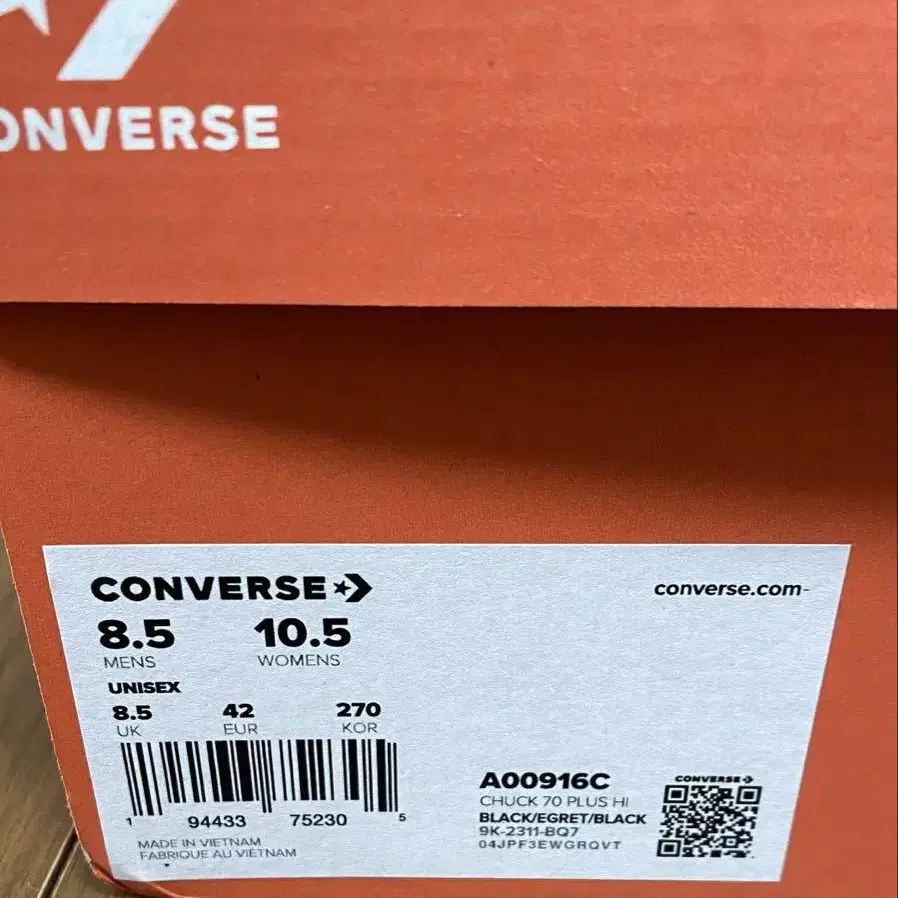 ONVERSE
CONVERSE
converse.com
8.5 10.5
MENS WOMENS
UNISEX
8.5 42 270
UK EUR KOR
1 94433 75230 5
MADE IN VIETNAM
FABRIQUE AU VIETNAM
A00916C
CHUCK 70 PLUS HI
BLACK/EGRET/BLACK
9K-2311-BQ7
04JPF3EWGRQVT
CONVERSE